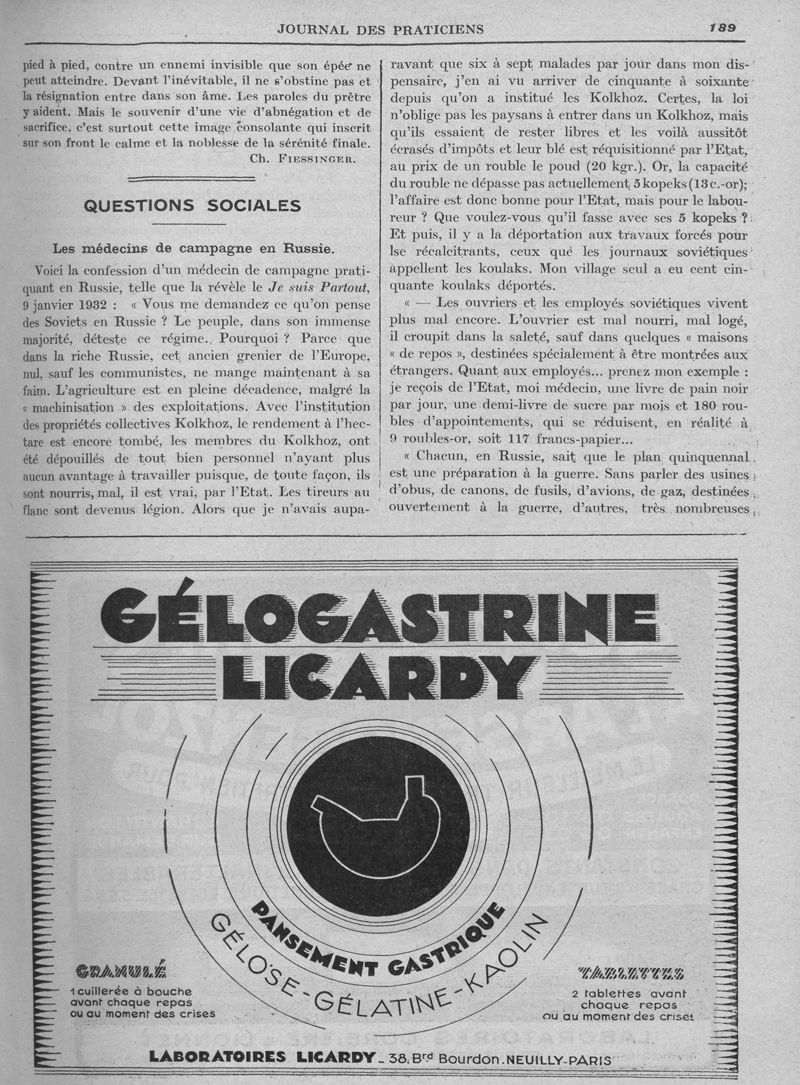 JOURNAL DES PRATICIENS
189
pied à pied, contre un ennemi invisible que son épée ne
peut atteindre. Devant l'inévitable, il ne s'obstine pas et
la résignation entre dans son âme. Les paroles du prêtre
y aident. Mais le souvenir d'une vie d'abnégation et de
sacrifice, c'est surtout cette image consolante qui inscrit
sur son front le calme et la noblesse de la sérénité finale.
Ch. FIESSINGER.
QUESTIONS SOCIALES
Les médecins de campagne en Russie.
Voici la confession d'un médecin de campagne prati-
quant en Russie, telle que la révèle le Je suis Partout,
9 janvier 1932 : « Vous me demandez ce qu'on pense
des Soviets en Russie ? Le peuple, dans son immense
majorité, déteste ce régime. Pourquoi ? Parce que
dans la riche Russie, cet ancien grenier de l'Europe,
nul, sauf les communistes, ne mange maintenant à sa
faim. L'agriculture est en pleine décadence, malgré la
« machinisation » des exploitations. Avec l'institution
des propriétés collectives Kolkhoz, le rendement à l'hec-
tare est encore tombé, les membres du Kolkhoz, ont
été dépouillés de tout bien personnel n'ayant plus
aucun avantage à travailler puisque, de toute façon, ils
sont nourris, mal, il est vrai, par l'Etat. Les tireurs au
flanc sont devenus légion. Alors que je n'avais aupa-
ravant que six à sept malades par jour dans mon dis-
pensaire, j'en ai vu arriver de cinquante à soixante
depuis qu'on a institué les Kolkhoz. Certes, la loi
n'oblige pas les paysans à entrer dans un Kolkhoz, mais
qu'ils essaient de rester libres et les voilà aussitôt
écrasés d'impôts et leur blé est réquisitionné par l'Etat,
au prix de un rouble le poud (20 kgr.). Or, la capacité
du rouble ne dépasse pas actuellement 5 kopeks (13 c.-or);
l'affaire est donc bonne pour l'Etat, mais pour le labou-
reur ? Que voulez-vous qu'il fasse avec ses 5 kopeks ?
Et puis, il y a la déportation aux travaux forcés pour
lse récalcitrants, ceux qué les journaux soviétiques
appellent les koulaks. Mon village seul a eu cent cin-
quante koulaks déportés.
« — Les ouvriers et les employés soviétiques vivent
plus mal encore. L'ouvrier est mal nourri, mal logé,
il croupit dans la saleté, sauf dans quelques « maisons
« de repos », destinées spécialement à être montrées aux
étrangers. Quant aux employés... prenez mon exemple :
je reçois de l'Etat, moi médecin, une livre de pain noir
par jour, une demi-livre de sucre par mois et 180 rou-
bles d'appointements, qui se réduisent, en réalité à
9 roubles-or, soit 117 francs-papier...
« Chacun, en Russie, sait que le plan quinquennal
est une préparation à la guerre. Sans parler des usines
d'obus, de canons, de fusils, d'avions, de gaz, destinées
ouvertement à la guerre, d'autres, très nombreuses,
GÉLOGASTRINE
LICARDY
PANSEMENT GASTRIQUE
GÉLOSE-GÉLATINE-KAOLIN
GRANULÉ
1 cuillerée à bouche
avant chaque repas
ou au moment des crises
TABLETTES
2 tablettes avant
chaque repas
ou au moment des crises
LABORATOIRES LICARDY - 38, Brd Bourdon. NEUILLY-PARIS